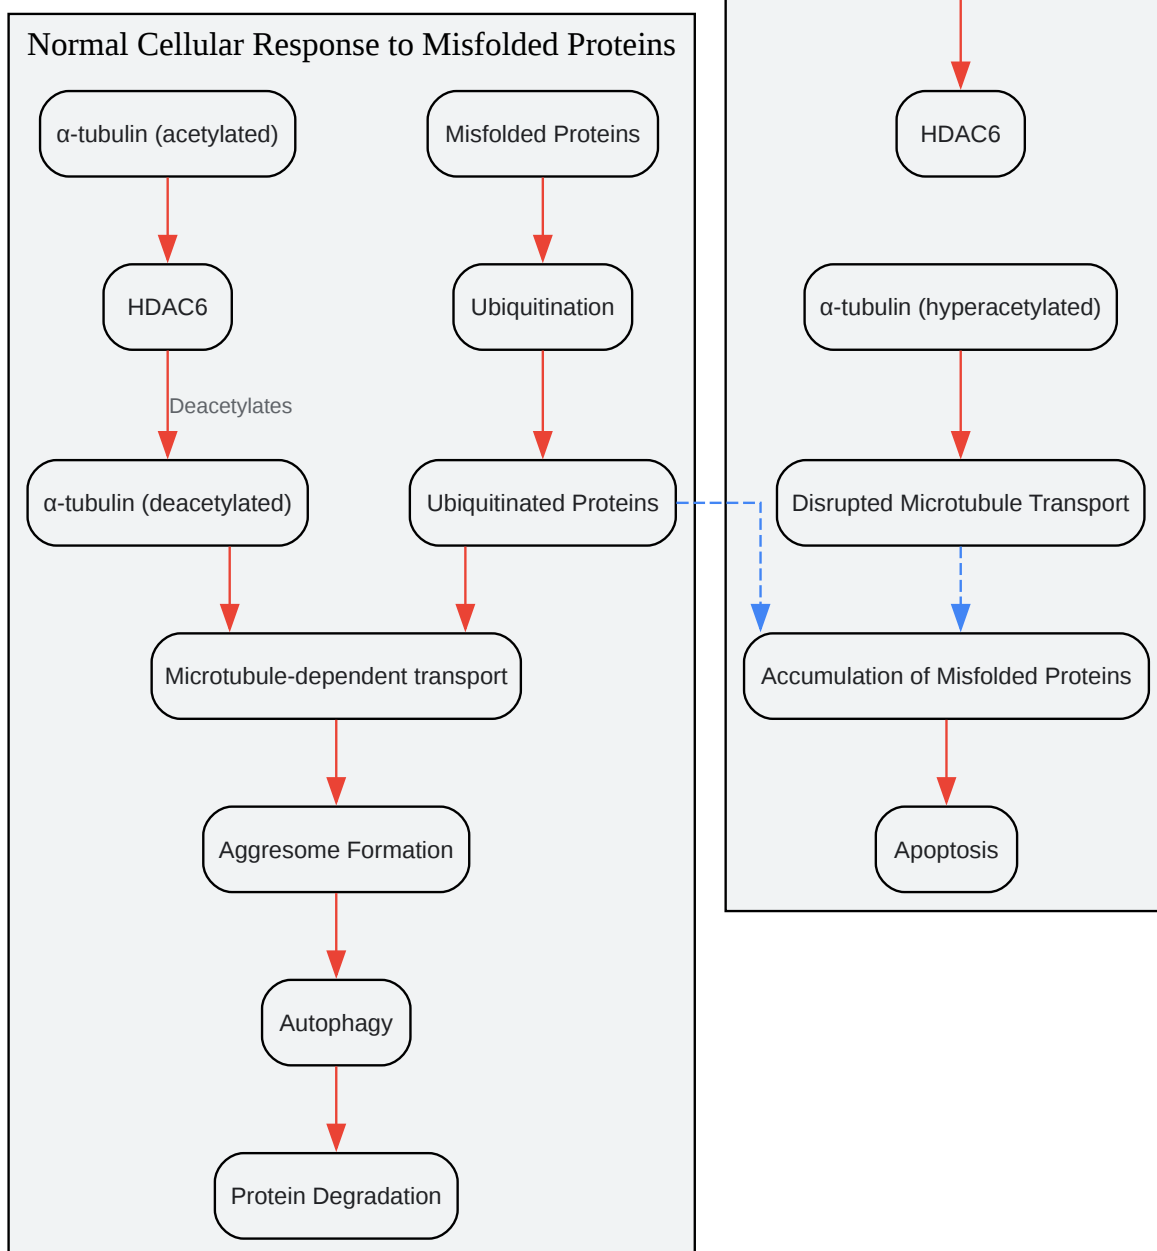 Normal Cellular Response to Misfolded Proteins
α-tubulin (acetylated)
Misfolded Proteins
HDAC6
Ubiquitination
Deacetylates
α-tubulin (deacetylated)
Ubiquitinated Proteins
Microtubule-dependent transport
Aggresome Formation
Autophagy
Protein Degradation
HDAC6
α-tubulin (hyperacetylated)
Disrupted Microtubule Transport
Accumulation of Misfolded Proteins
Apoptosis